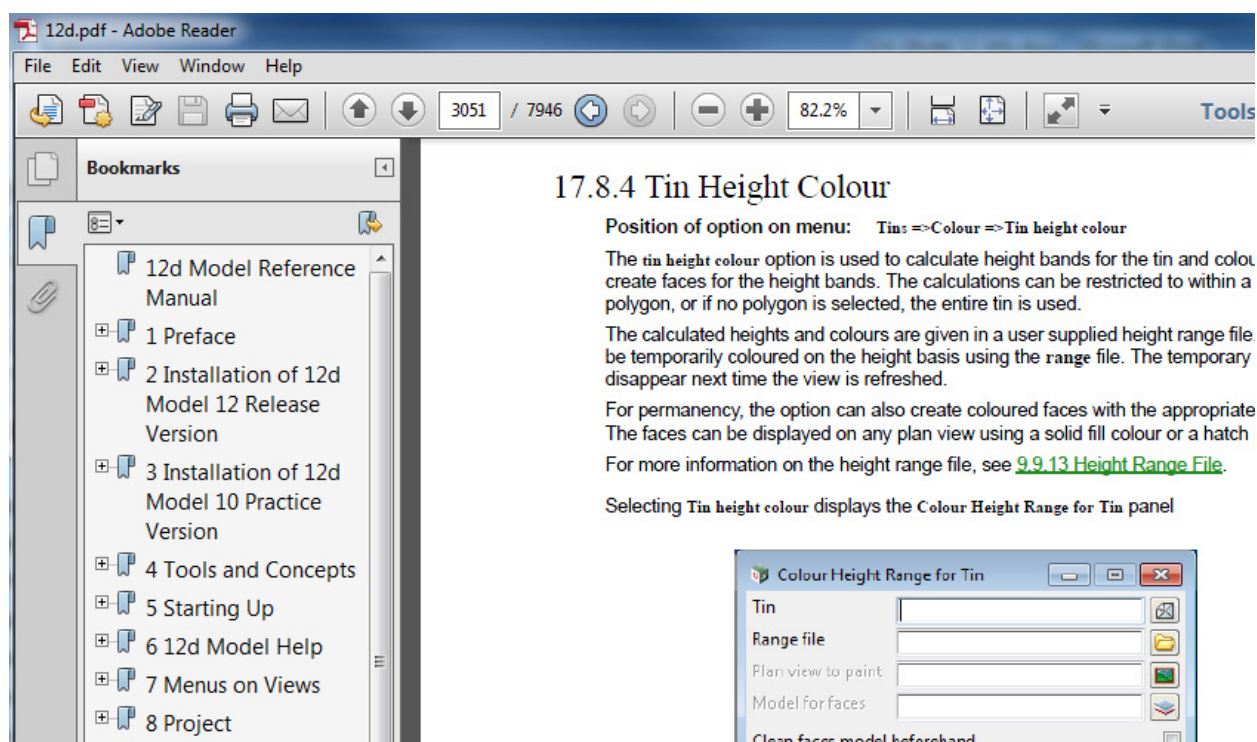 12d.pdf - Adobe Reader
File Edit View Window Help
3051 / 7946 82.2% Tools
Bookmarks
12d Model Reference
Manual
1 Preface
2 Installation of 12d
Model 12 Release
Version
3 Installation of 12d
Model 10 Practice
Version
4 Tools and Concepts
5 Starting Up
6 12d Model Help
7 Menus on Views
8 Project
17.8.4 Tin Height Colour
Position of option on menu: Tins =>Colour =>Tin height colour
The tin height colour option is used to calculate height bands for the tin and colou
create faces for the height bands. The calculations can be restricted to within a
polygon, or if no polygon is selected, the entire tin is used.
The calculated heights and colours are given in a user supplied height range file.
be temporarily coloured on the height basis using the range file. The temporary
disappear next time the view is refreshed.
For permanency, the option can also create coloured faces with the appropriate
The faces can be displayed on any plan view using a solid fill colour or a hatch
For more information on the height range file, see 9.9.13 Height Range File.
Selecting Tin height colour displays the Colour Height Range for Tin panel
Colour Height Range for Tin
Tin
Range file
Plan view to paint
Model for faces
Clean faces model beforehand